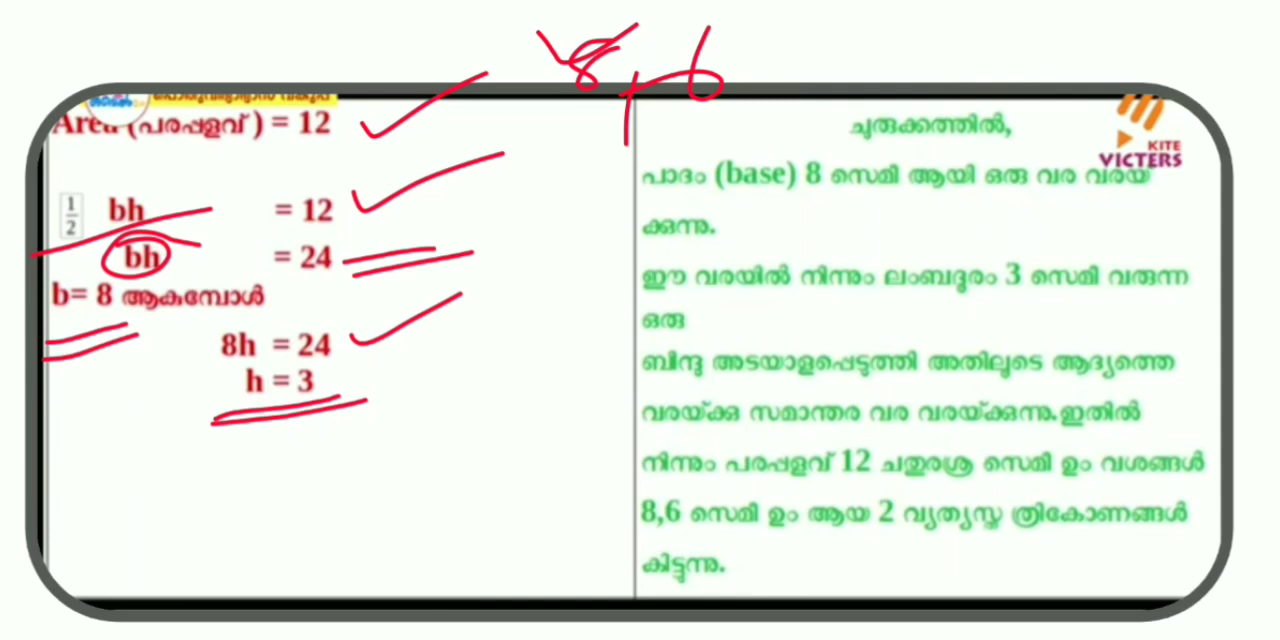 8, 6
Area (പരപ്പളവ് ) = 12
1/2 bh = 12
bh = 24
b= 8 ആകുമ്പോൾ
8h = 24
h = 3
KITE
VICTERS
ചുരുക്കത്തിൽ,
പാദം (base) 8 സെമി ആയി ഒരു വര വരയ്
ക്കുന്നു.
ഈ വരയിൽ നിന്നും ലംബദൂരം 3 സെമി വരുന്ന
ഒരു
ബിന്ദു അടയാളപ്പെടുത്തി അതിലൂടെ ആദ്യത്തെ
വരയ്ക്കു സമാന്തര വര വരയ്ക്കുന്നു.ഇതിൽ
നിന്നും പരപ്പളവ് 12 ചതുരശ്ര സെമി ഉം വശങ്ങൾ
8,6 സെമി ഉം ആയ 2 വ്യത്യസ്ത ത്രികോണങ്ങൾ
കിട്ടുന്നു.